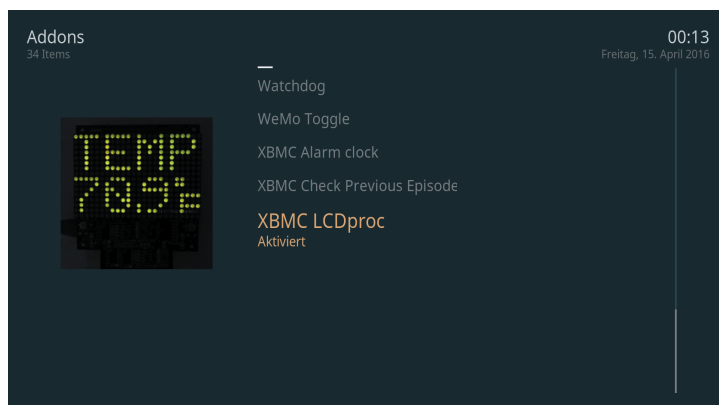 Addons
34 Items
00:13
Freitag, 15. April 2016
Watchdog
WeMo Toggle
XBMC Alarm clock
XBMC Check Previous Episode
XBMC LCDproc
Aktiviert
TEMP
70.9